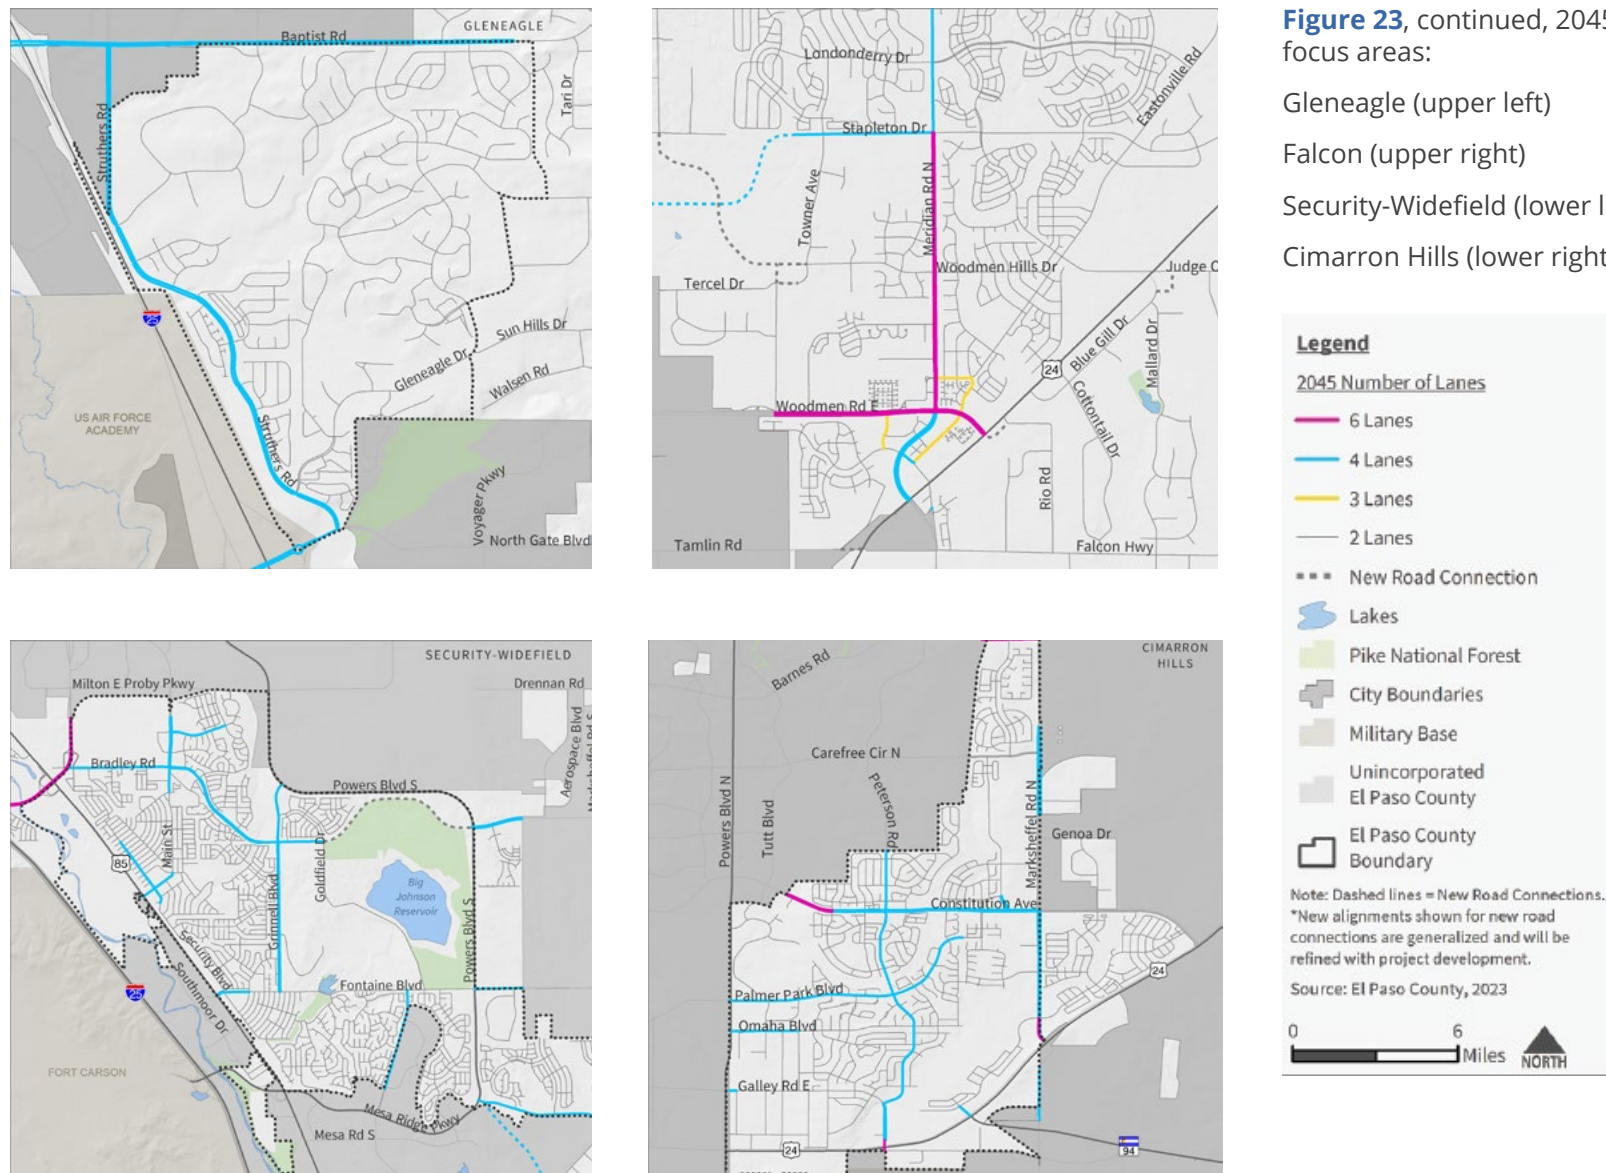 GLENEAGLE
Baptist Rd
Struthers Rd
Tari Dr
25
Sun Hills Dr
Gleneagle Dr
Walsen Rd
US AIR FORCE
ACADEMY
Struthers Rd
Voyager Pkwy
North Gate Blvd
Londonderry Dr
Eastonville Rd
Stapleton Dr
Towner Ave
Meridian Rd N
Woodmen Hills Dr
Judge O
Tercel Dr
24
Blue Gill Dr
Mallard Dr
Cottontail Dr
Woodmen Rd E
Rio Rd
Tamlin Rd
Falcon Hwy
Figure 23, continued, 2045
focus areas:
Gleneagle (upper left)
Falcon (upper right)
Security-Widefield (lower l
Cimarron Hills (lower right
SECURITY-WIDEFIELD
Milton E Proby Pkwy
Drennan Rd
Aerospace Blvd
Bradley Rd
Powers Blvd S
Main St
85
Goldfield Dr
Big
Johnson
Reservoir
Grinnell Blvd
Powers Blvd S
Security Blvd
Southmoor Dr
Fontaine Blvd
25
FORT CARSON
Mesa Ridge Pkwy
Mesa Rd S
CIMARRON
HILLS
Barnes Rd
Carefree Cir N
Powers Blvd N
Tutt Blvd
Peterson Rd
Marksheffel Rd N
Genoa Dr
Constitution Ave
24
Palmer Park Blvd
Omaha Blvd
Galley Rd E
24
94
Legend
2045 Number of Lanes
6 Lanes
4 Lanes
3 Lanes
2 Lanes
New Road Connection
Lakes
Pike National Forest
City Boundaries
Military Base
Unincorporated
El Paso County
El Paso County
Boundary
Note: Dashed lines = New Road Connections.
*New alignments shown for new road
connections are generalized and will be
refined with project development.
Source: El Paso County, 2023
0 6
Miles
NORTH